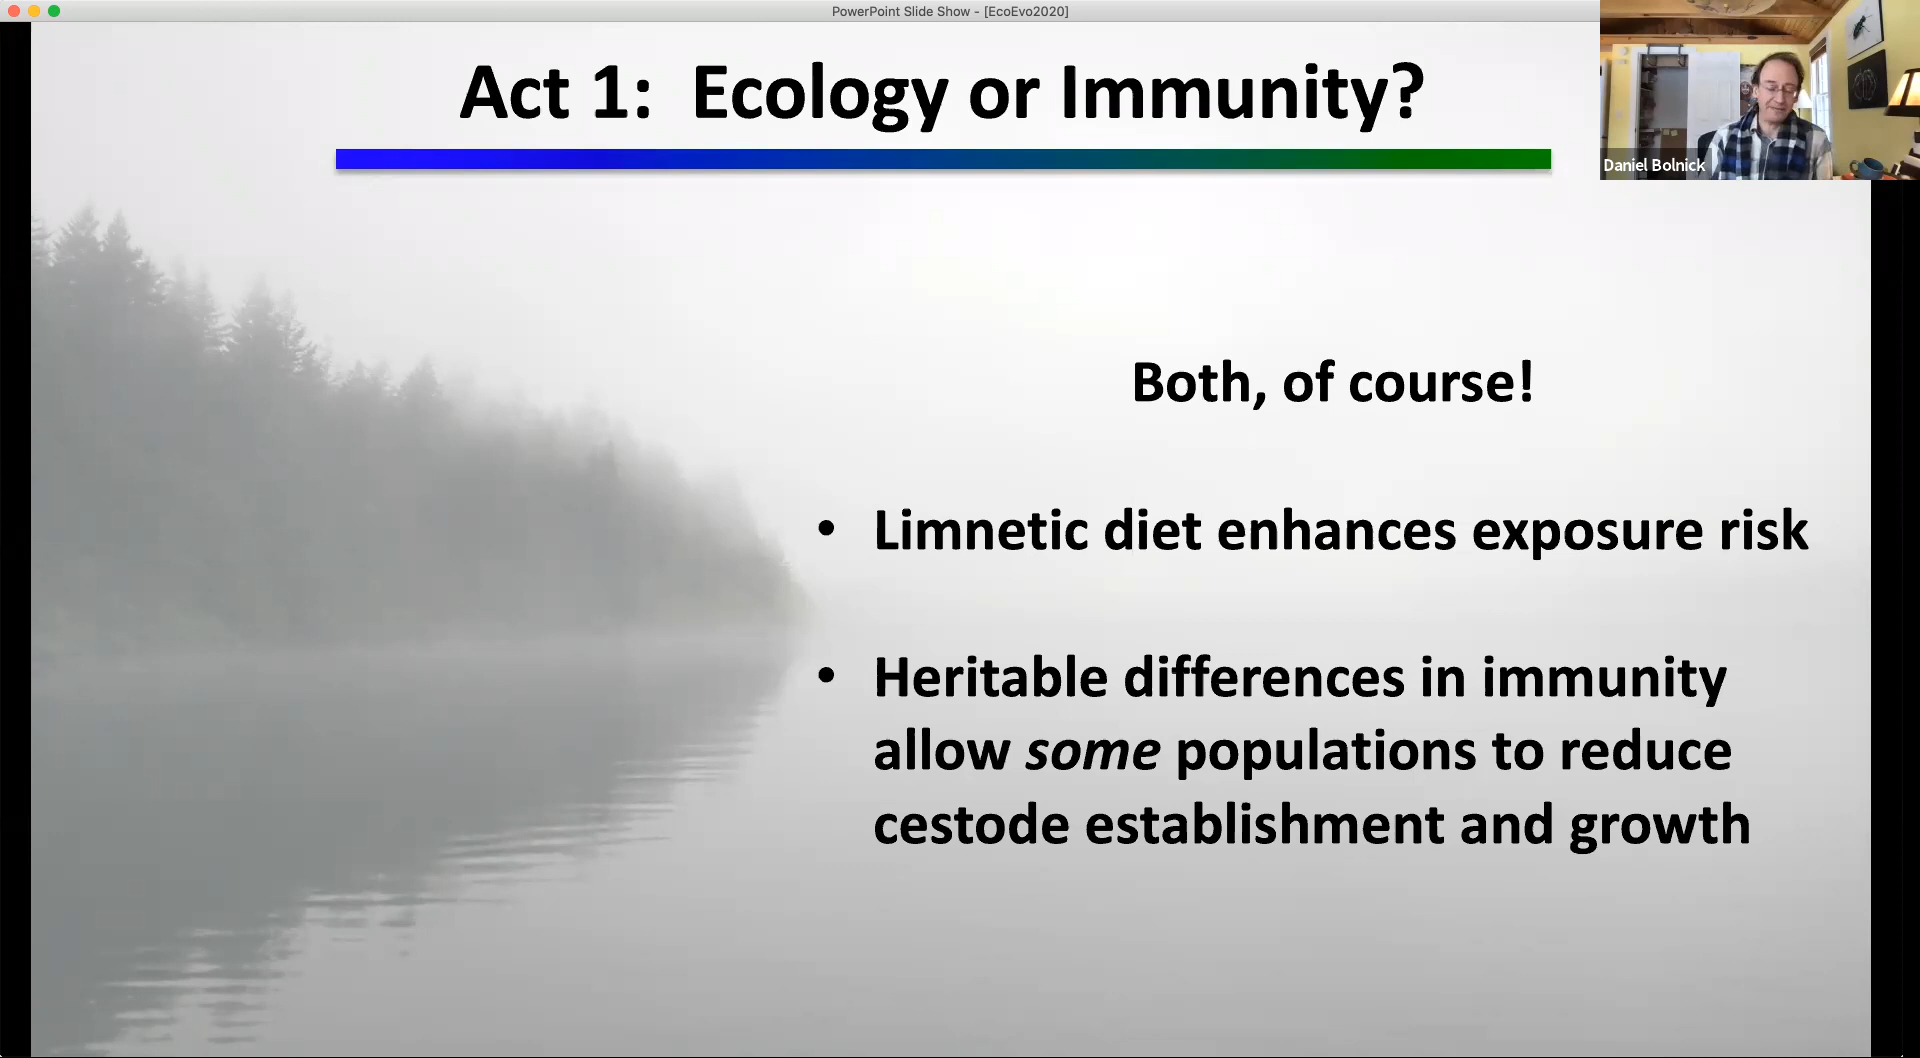 PowerPoint Slide Show - [EcoEvo2020]
Act 1: Ecology or Immunity?
Daniel Bolnick
Both, of course!
• Limnetic diet enhances exposure risk
• Heritable differences in immunity
allow some populations to reduce
cestode establishment and growth